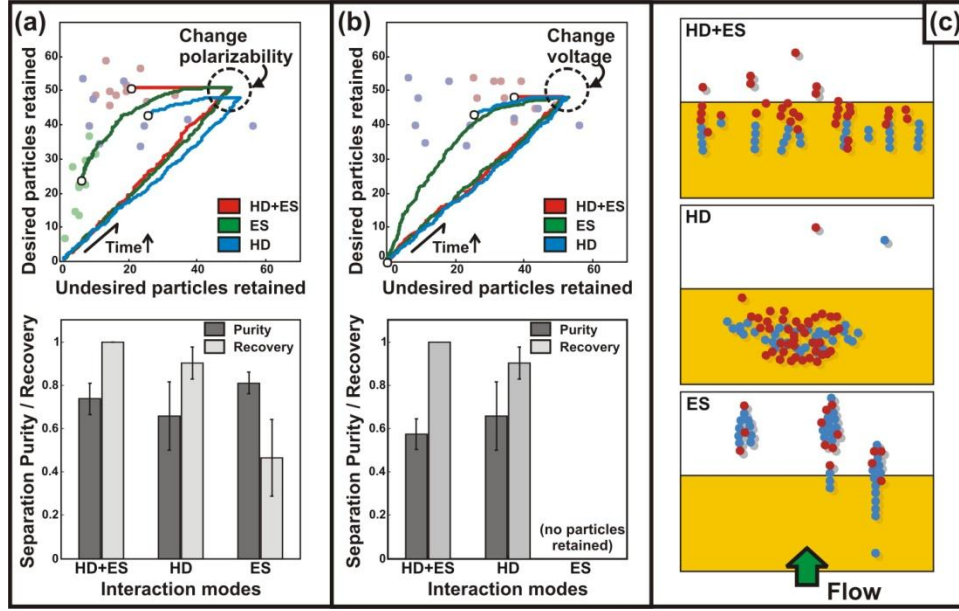 (a)
Change
polarizability
Desired particles retained
60
50
40
30
20
10
0
HD+ES
ES
HD
Time
0
20
40
60
Undesired particles retained
Separation Purity / Recovery
1
0.8
0.6
0.4
0.2
0
Purity
Recovery
HD+ES
HD
ES
Interaction modes
(b)
Change
voltage
Desired particles retained
60
50
40
30
20
10
0
HD+ES
ES
HD
Time
0
20
40
60
Undesired particles retained
Separation Purity / Recovery
1
0.8
0.6
0.4
0.2
0
Purity
Recovery
(no particles
retained)
HD+ES
HD
ES
Interaction modes
(c)
HD+ES
HD
ES
Flow